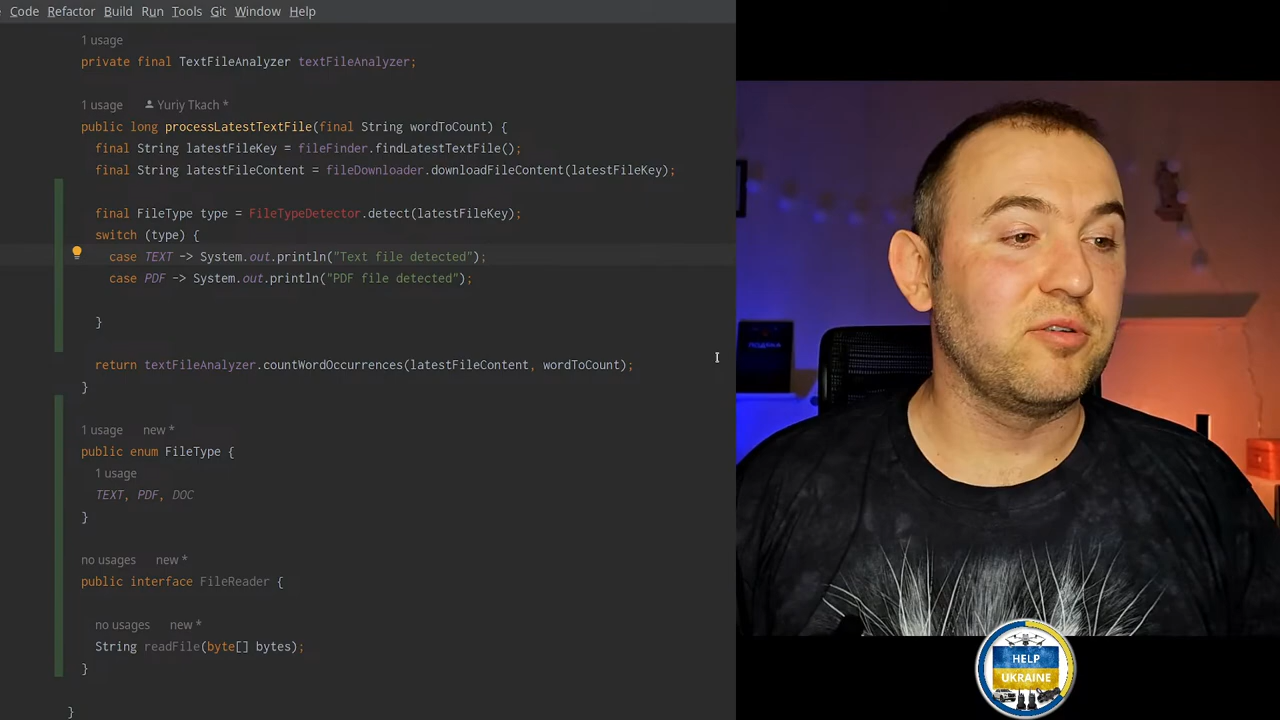 Code Refactor Build Run Tools Git Window Help
1 usage
private final TextFileAnalyzer textFileAnalyzer;
1 usage Yuriy Tkach *
public long processLatestTextFile(final String wordToCount) {
final String latestFileKey = fileFinder.findLatestTextFile();
final String latestFileContent = fileDownloader.downloadFileContent(latestFileKey);
final FileType type = FileTypeDetector.detect(latestFileKey);
switch (type) {
case TEXT -> System.out.println("Text file detected");
case PDF -> System.out.println("PDF file detected");
}
return textFileAnalyzer.countWordOccurrences(latestFileContent, wordToCount);
}
1 usage new *
public enum FileType {
1 usage
TEXT, PDF, DOC
}
no usages new *
public interface FileReader {
no usages new *
String readFile(byte[] bytes);
}
}
HELP
UKRAINE